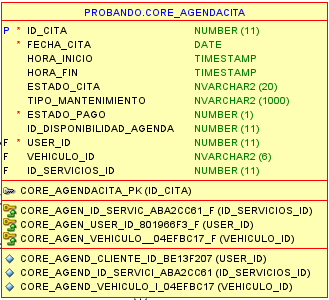 PROBANDO.CORE_AGENDACITA
P * ID_CITA NUMBER (11)
* FECHA_CITA DATE
HORA_INICIO TIMESTAMP
HORA_FIN TIMESTAMP
ESTADO_CITA NVARCHAR2 (20)
TIPO_MANTENIMIENTO NVARCHAR2 (1000)
* ESTADO_PAGO NUMBER (1)
ID_DISPONIBILIDAD_AGENDA NUMBER (11)
F * USER_ID NUMBER (11)
F VEHICULO_ID NVARCHAR2 (6)
F ID_SERVICIOS_ID NUMBER (11)
CORE_AGENDACITA_PK (ID_CITA)
CORE_AGEN_ID_SERVIC_ABA2CC61_F (ID_SERVICIOS_ID)
CORE_AGEN_USER_ID_801966F3_F (USER_ID)
CORE_AGEN_VEHICULO__04EFBC17_F (VEHICULO_ID)
CORE_AGEND_CLIENTE_ID_BE13F207 (USER_ID)
CORE_AGEND_ID_SERVICI_ABA2CC61 (ID_SERVICIOS_ID)
CORE_AGEND_VEHICULO_I_04EFBC17 (VEHICULO_ID)